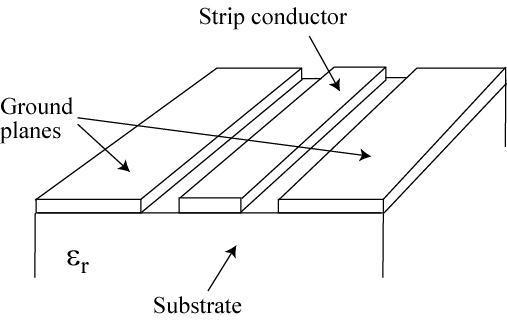 Strip conductor
Ground
planes
εr
Substrate